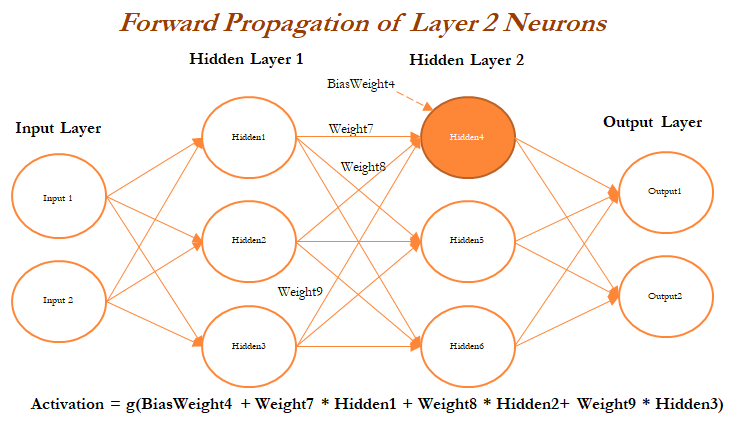 Forward Propagation of Layer 2 Neurons
Hidden Layer 1
Hidden Layer 2
BiasWeight4
Input Layer
Output Layer
Hidden1
Weight7
Hidden4
Weight8
Input 1
Output1
Hidden2
Hidden5
Weight9
Input 2
Output2
Hidden3
Hidden6
Activation = g(BiasWeight4 + Weight7 * Hidden1 + Weight8 * Hidden2+ Weight9 * Hidden3)